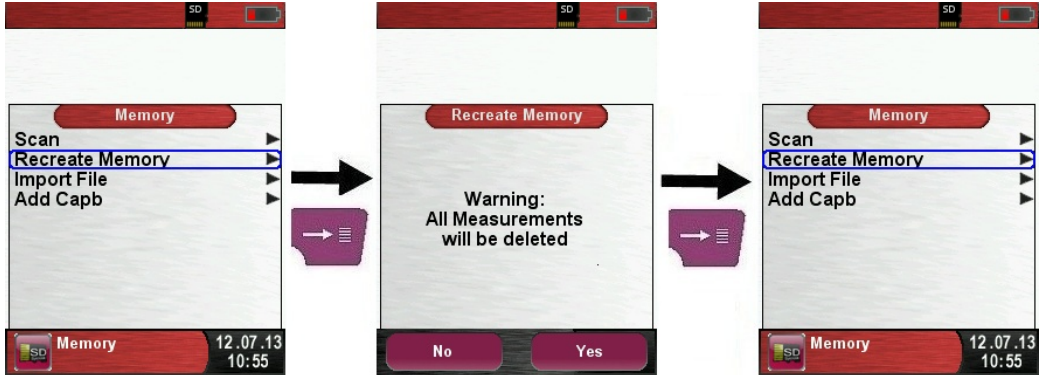 SD
Memory
Scan
Recreate Memory
Import File
Add Capb
SD
Memory
12.07.13
10:55
SD
Recreate Memory
Warning:
All Measurements
will be deleted
No
Yes
SD
Memory
Scan
Recreate Memory
Import File
Add Capb
SD
Memory
12.07.13
10:55